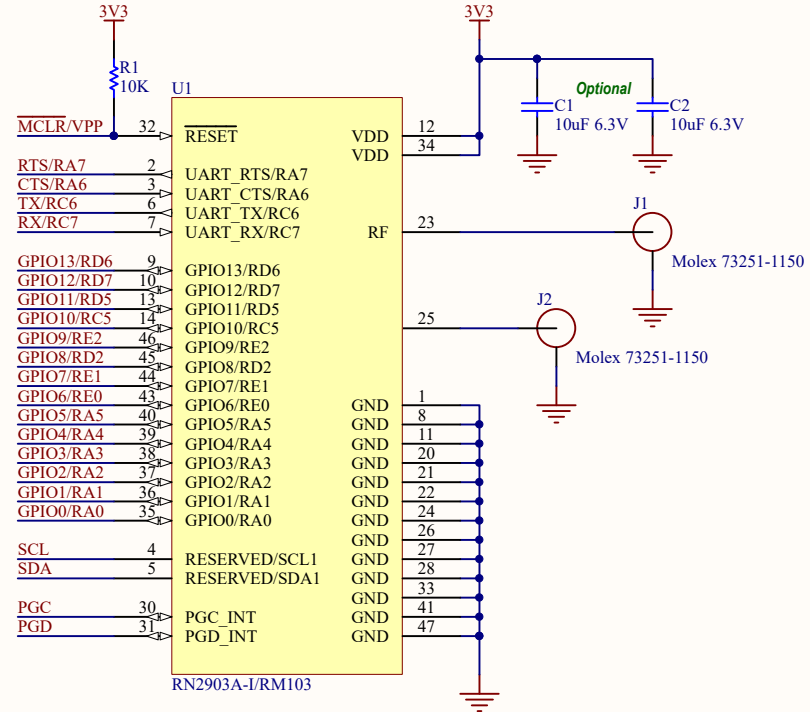 3V3
3V3
R1
10K
Optional
C1
10uF 6.3V
C2
10uF 6.3V
U1
MCLR/VPP 32 RESET
VDD 12
VDD 34
RTS/RA7 2 UART_RTS/RA7
CTS/RA6 3 UART_CTS/RA6
TX/RC6 6 UART_TX/RC6
RX/RC7 7 UART_RX/RC7
RF 23
J1
Molex 73251-1150
GPIO13/RD6 9 GPIO13/RD6
GPIO12/RD7 10 GPIO12/RD7
GPIO11/RD5 13 GPIO11/RD5
GPIO10/RC5 14 GPIO10/RC5
25
J2
Molex 73251-1150
GPIO9/RE2 46 GPIO9/RE2
GPIO8/RD2 45 GPIO8/RD2
GPIO7/RE1 44 GPIO7/RE1
GPIO6/RE0 43 GPIO6/RE0 GND 1
GPIO5/RA5 40 GPIO5/RA5 GND 8
GPIO4/RA4 39 GPIO4/RA4 GND 11
GPIO3/RA3 38 GPIO3/RA3 GND 20
GPIO2/RA2 37 GPIO2/RA2 GND 21
GPIO1/RA1 36 GPIO1/RA1 GND 22
GPIO0/RA0 35 GPIO0/RA0 GND 24
GND 26
SCL 4 RESERVED/SCL1 GND 27
SDA 5 RESERVED/SDA1 GND 28
GND 33
PGC 30 PGC_INT GND 41
PGD 31 PGD_INT GND 47
RN2903A-I/RM103